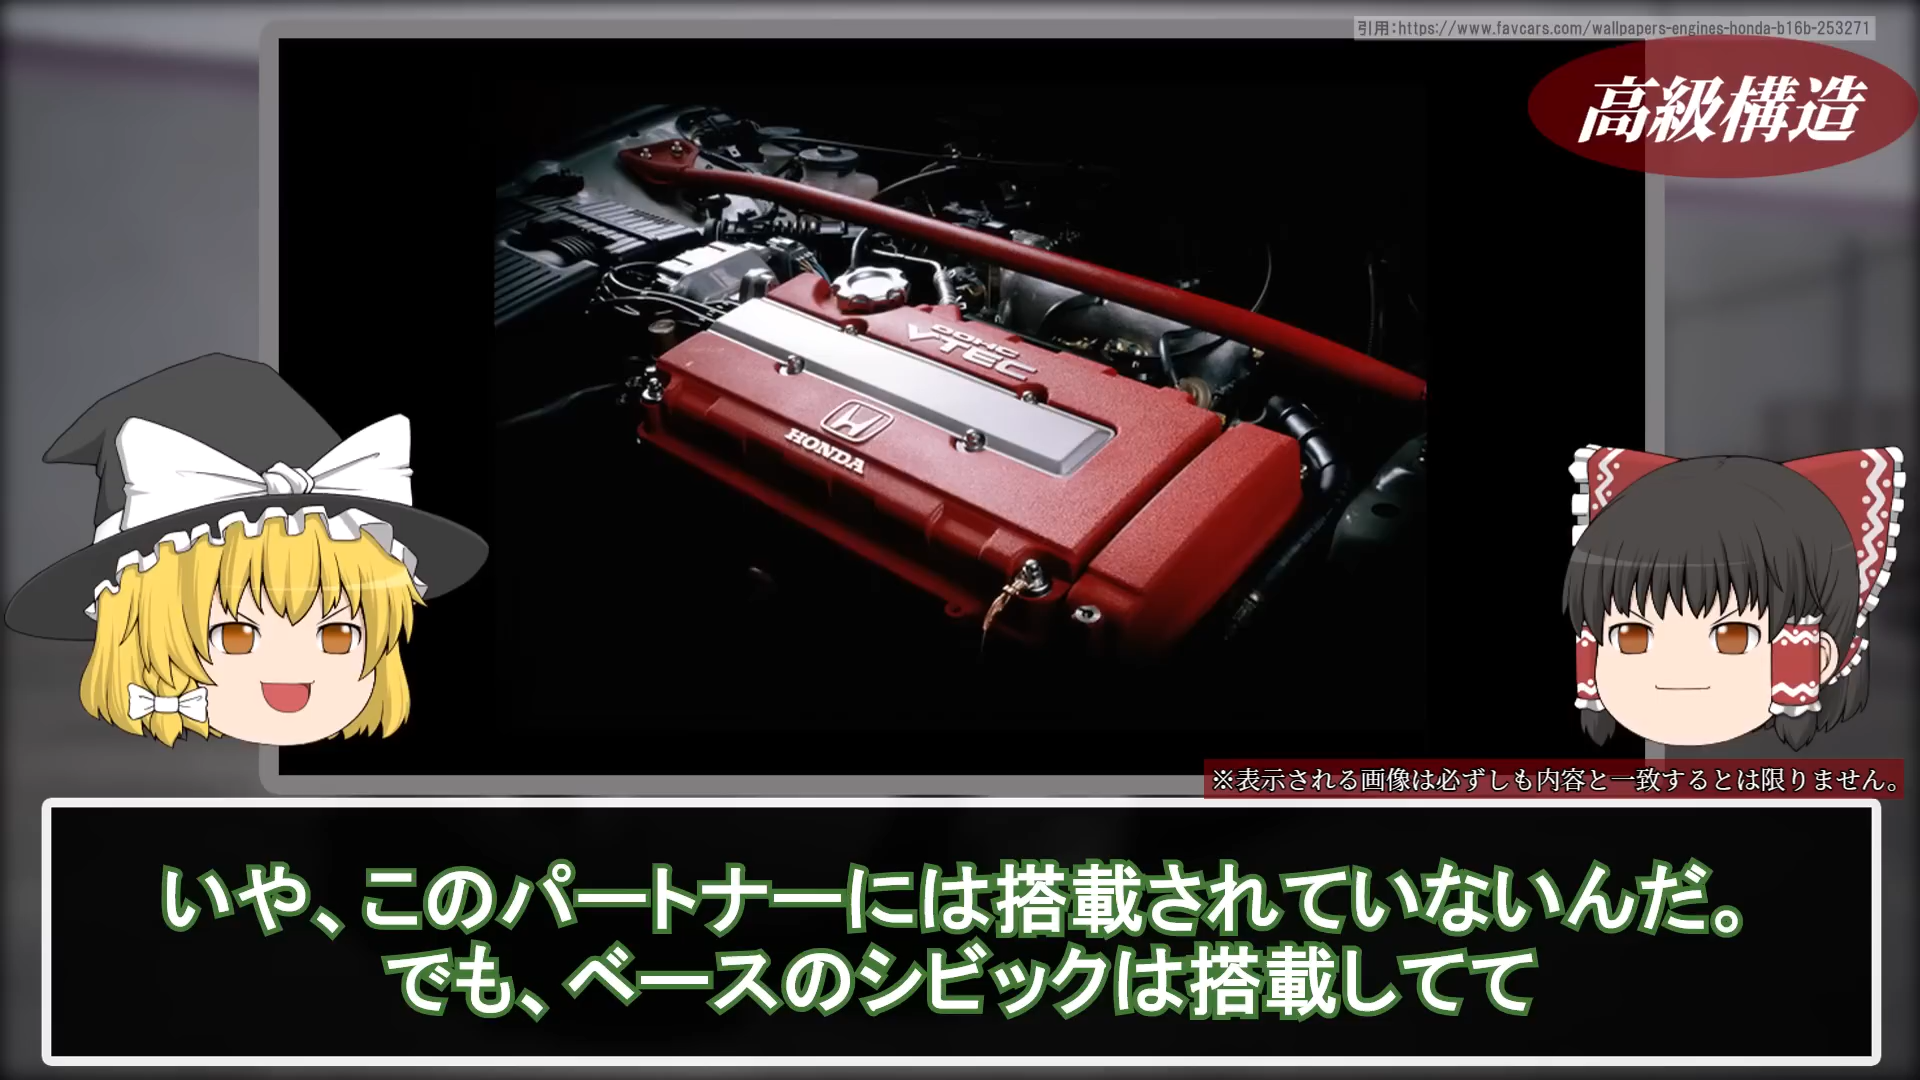 引用:https://www.favcars.com/wallpapers-engines-honda-b16b-253271
高級構造
DOHC
VTEC
HONDA
※表示される画像は必ずしも内容と一致するとは限りません。
いや、このパートナーには搭載されていないんだ。
でも、ベースのシビックは搭載してて